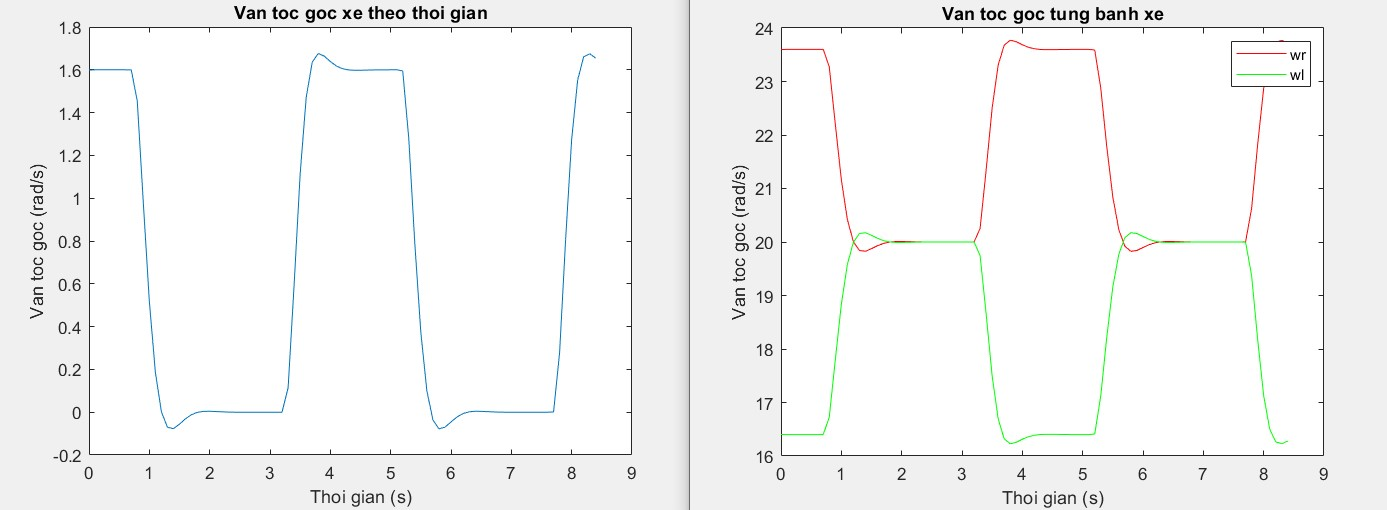 Van toc goc xe theo thoi gian
1.8
1.6
1.4
1.2
1
0.8
0.6
0.4
0.2
0
-0.2
Van toc goc (rad/s)
0 1 2 3 4 5 6 7 8 9
Thoi gian (s)
Van toc goc tung banh xe
24
23
22
21
20
19
18
17
16
Van toc goc (rad/s)
wr
wl
0 1 2 3 4 5 6 7 8 9
Thoi gian (s)